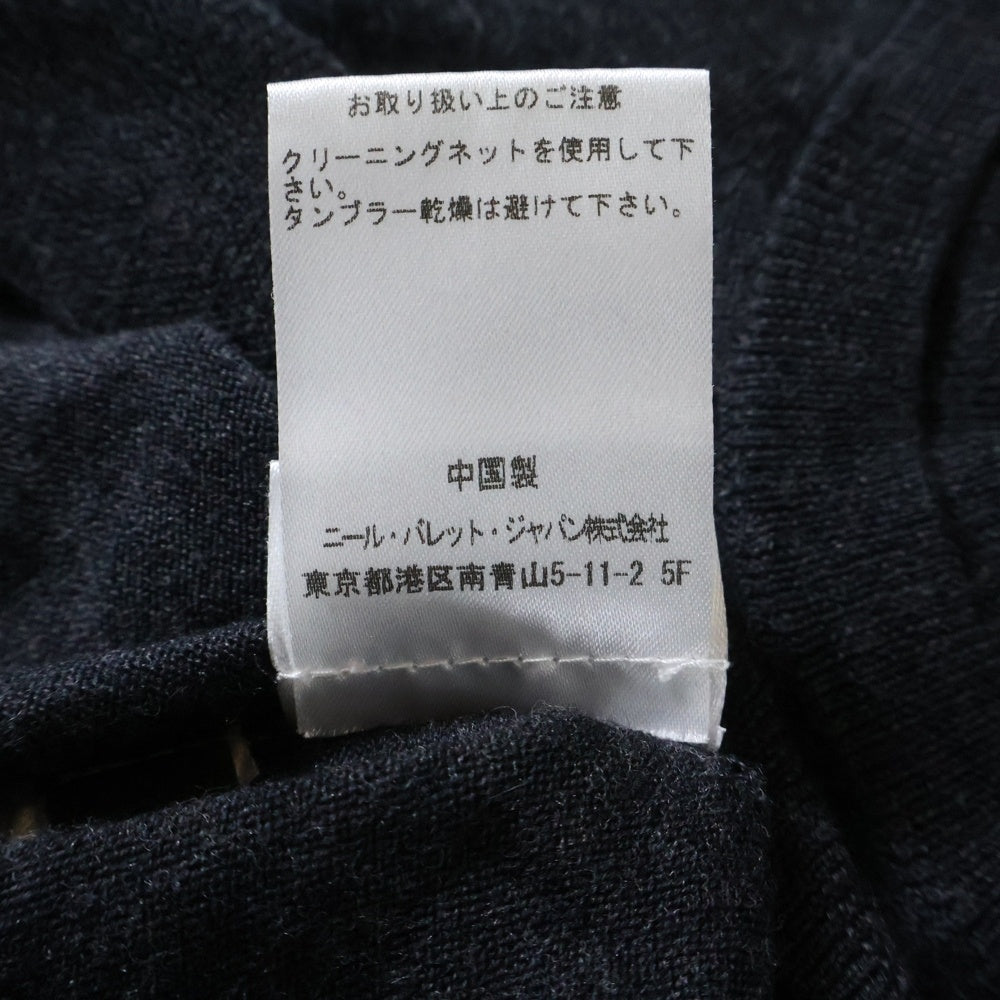 お取り扱い上のご注意
クリーニングネットを使用して下
さい。
タンブラー乾燥は避けて下さい。
中国製
ニール・バレット・ジャパン株式会社
東京都港区南青山5-11-2 5F